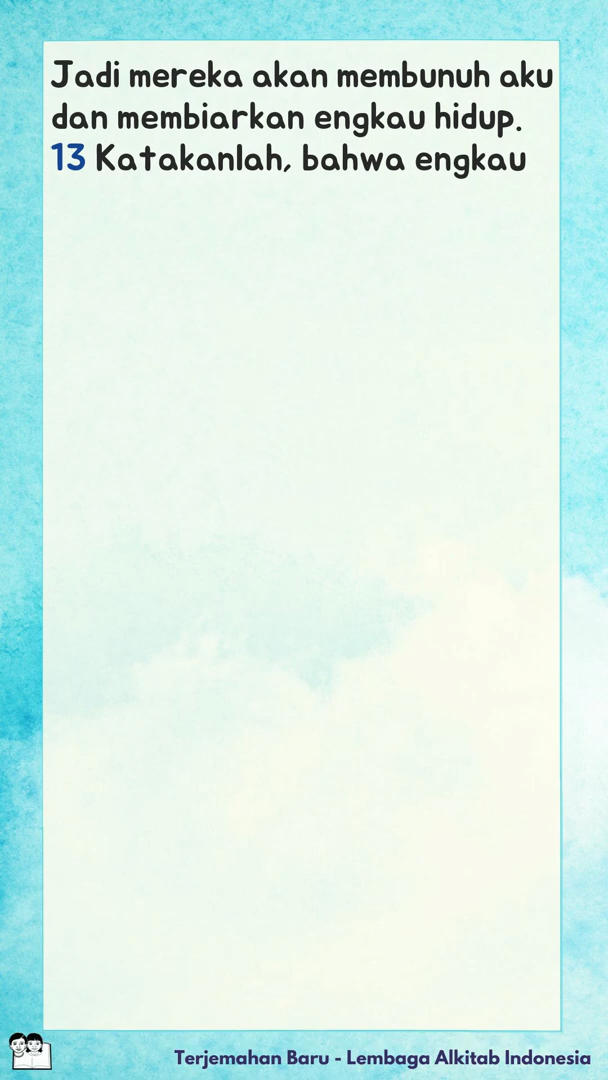 Jadi mereka akan membunuh aku
dan membiarkan engkau hidup.
13 Katakanlah, bahwa engkau
Terjemahan Baru - Lembaga Alkitab Indonesia